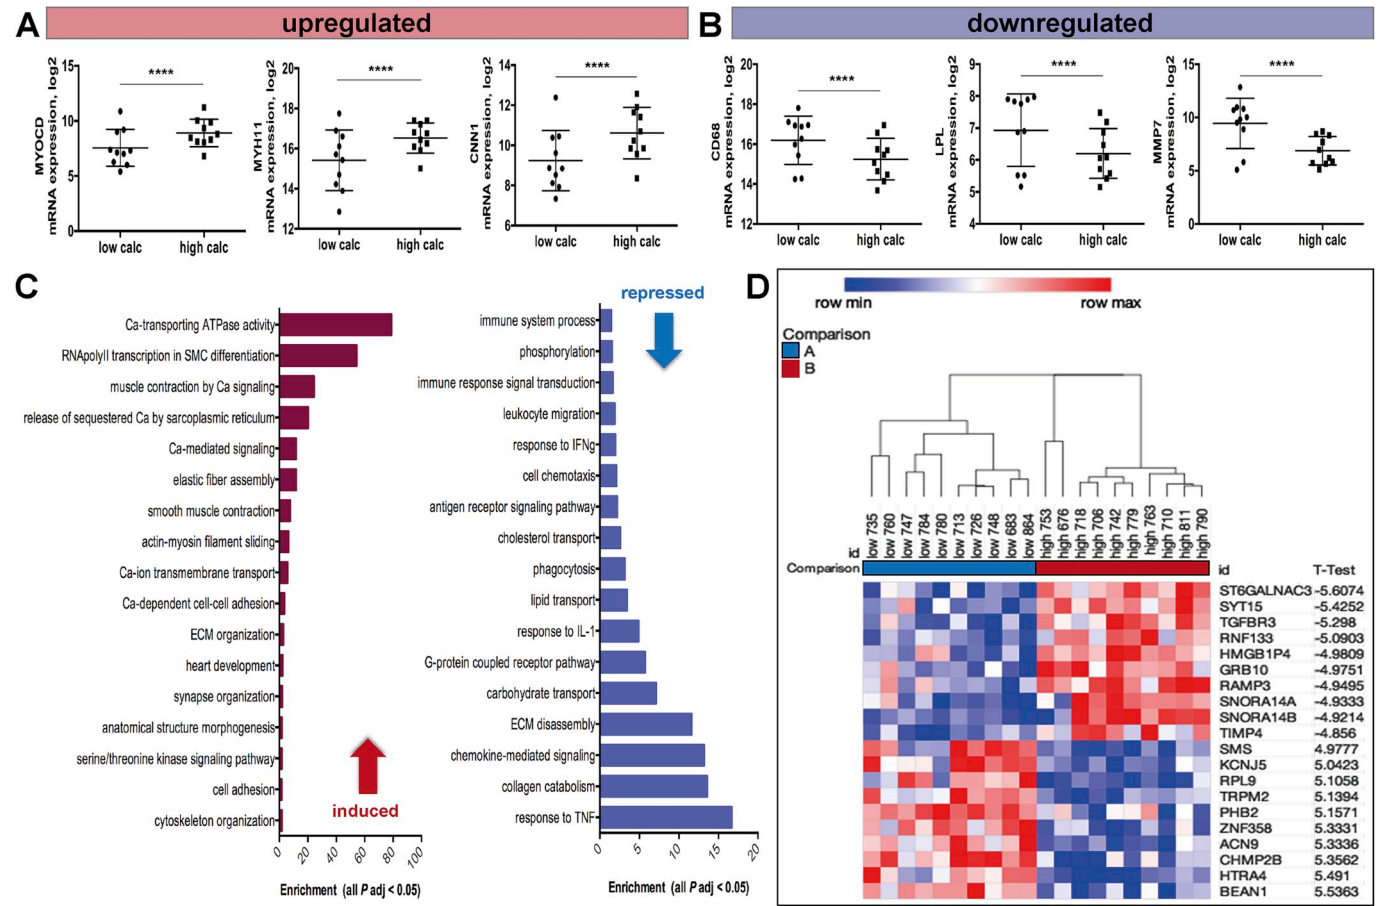 A
upregulated
B
downregulated
MYOCD
mRNA expression, log2
15
10
5
0
****
low calc
high calc
MYH11
mRNA expression, log2
20
18
16
14
12
****
low calc
high calc
CNN1
mRNA expression, log2
14
12
10
8
6
****
low calc
high calc
CD68
mRNA expression, log2
20
18
16
14
12
****
low calc
high calc
LPL
mRNA expression, log2
9
8
7
6
5
4
****
low calc
high calc
MMP7
mRNA expression, log2
15
10
5
0
****
low calc
high calc
C
Ca-transporting ATPase activity
RNApolyII transcription in SMC differentiation
muscle contraction by Ca signaling
release of sequestered Ca by sarcoplasmic reticulum
Ca-mediated signaling
elastic fiber assembly
smooth muscle contraction
actin-myosin filament sliding
Ca-ion transmembrane transport
Ca-dependent cell-cell adhesion
ECM organization
heart development
synapse organization
anatomical structure morphogenesis
serine/threonine kinase signaling pathway
cell adhesion
cytoskeleton organization
induced
0 20 40 60 80 100
Enrichment (all P adj < 0.05)
repressed
immune system process
phosphorylation
immune response signal transduction
leukocyte migration
response to IFNg
cell chemotaxis
antigen receptor signaling pathway
cholesterol transport
phagocytosis
lipid transport
response to IL-1
G-protein coupled receptor pathway
carbohydrate transport
ECM disassembly
chemokine-mediated signaling
collagen catabolism
response to TNF
0 5 10 15 20
Enrichment (all P adj < 0.05)
D
row min
row max
Comparison
A
B
id
low 735
low 760
low 747
low 784
low 780
low 713
low 726
low 748
low 683
low 864
high 753
high 676
high 718
high 706
high 742
high 779
high 763
high 710
high 811
high 790
Comparison
id T-Test
ST6GALNAC3 -5.6074
SYT15 -5.4252
TGFBR3 -5.298
RNF133 -5.0903
HMGB1P4 -4.9809
GRB10 -4.9751
RAMP3 -4.9495
SNORA14A -4.9333
SNORA14B -4.9214
TIMP4 -4.856
SMS 4.9777
KCNJ5 5.0423
RPL9 5.1058
TRPM2 5.1394
PHB2 5.1571
ZNF358 5.3331
ACN9 5.3336
CHMP2B 5.3562
HTRA4 5.491
BEAN1 5.5363